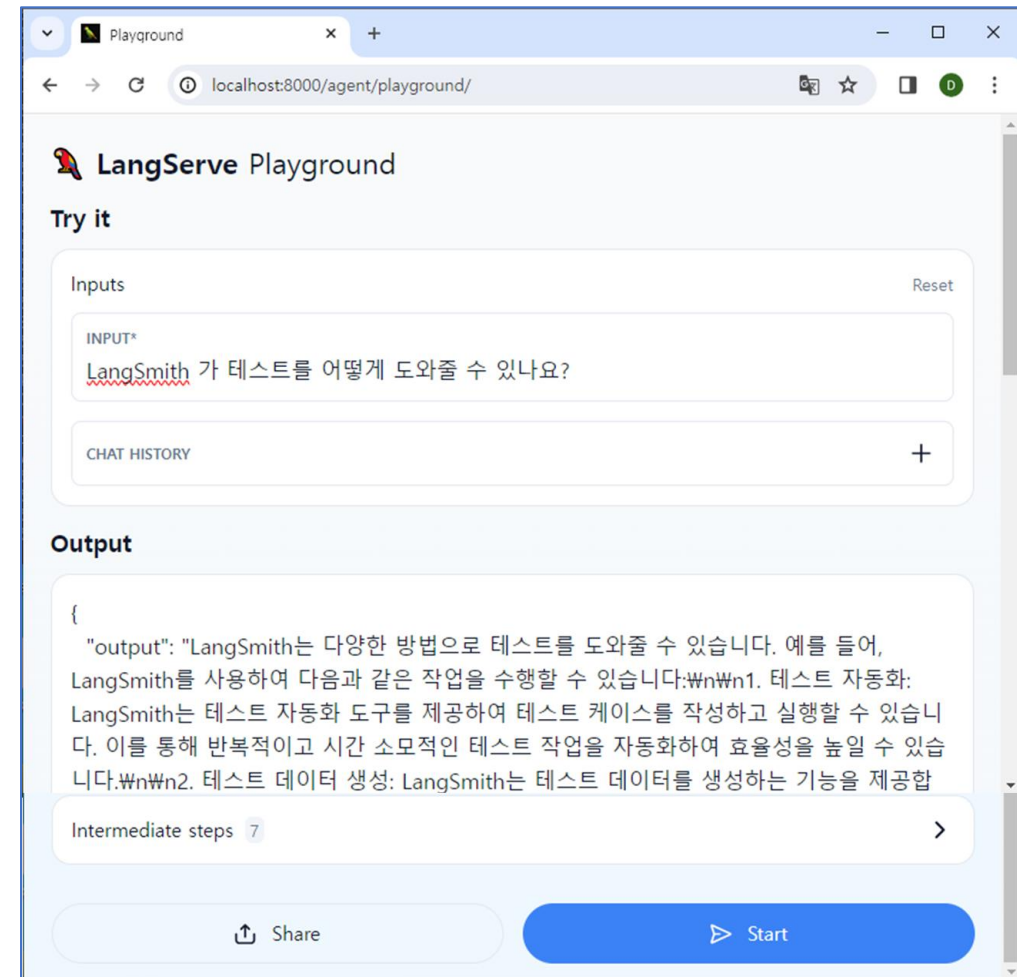 Playground
localhost:8000/agent/playground/
D
LangServe Playground
Try it
Inputs
Reset
INPUT*
LangSmith 가 테스트를 어떻게 도와줄 수 있나요?
CHAT HISTORY
Output
{
"output": "LangSmith는 다양한 방법으로 테스트를 도와줄 수 있습니다. 예를 들어,
LangSmith를 사용하여 다음과 같은 작업을 수행할 수 있습니다:₩n₩n1. 테스트 자동화:
LangSmith는 테스트 자동화 도구를 제공하여 테스트 케이스를 작성하고 실행할 수 있습니
다. 이를 통해 반복적이고 시간 소모적인 테스트 작업을 자동화하여 효율성을 높일 수 있습
니다.₩n₩n2. 테스트 데이터 생성: LangSmith는 테스트 데이터를 생성하는 기능을 제공합
Intermediate steps 7
Share
Start